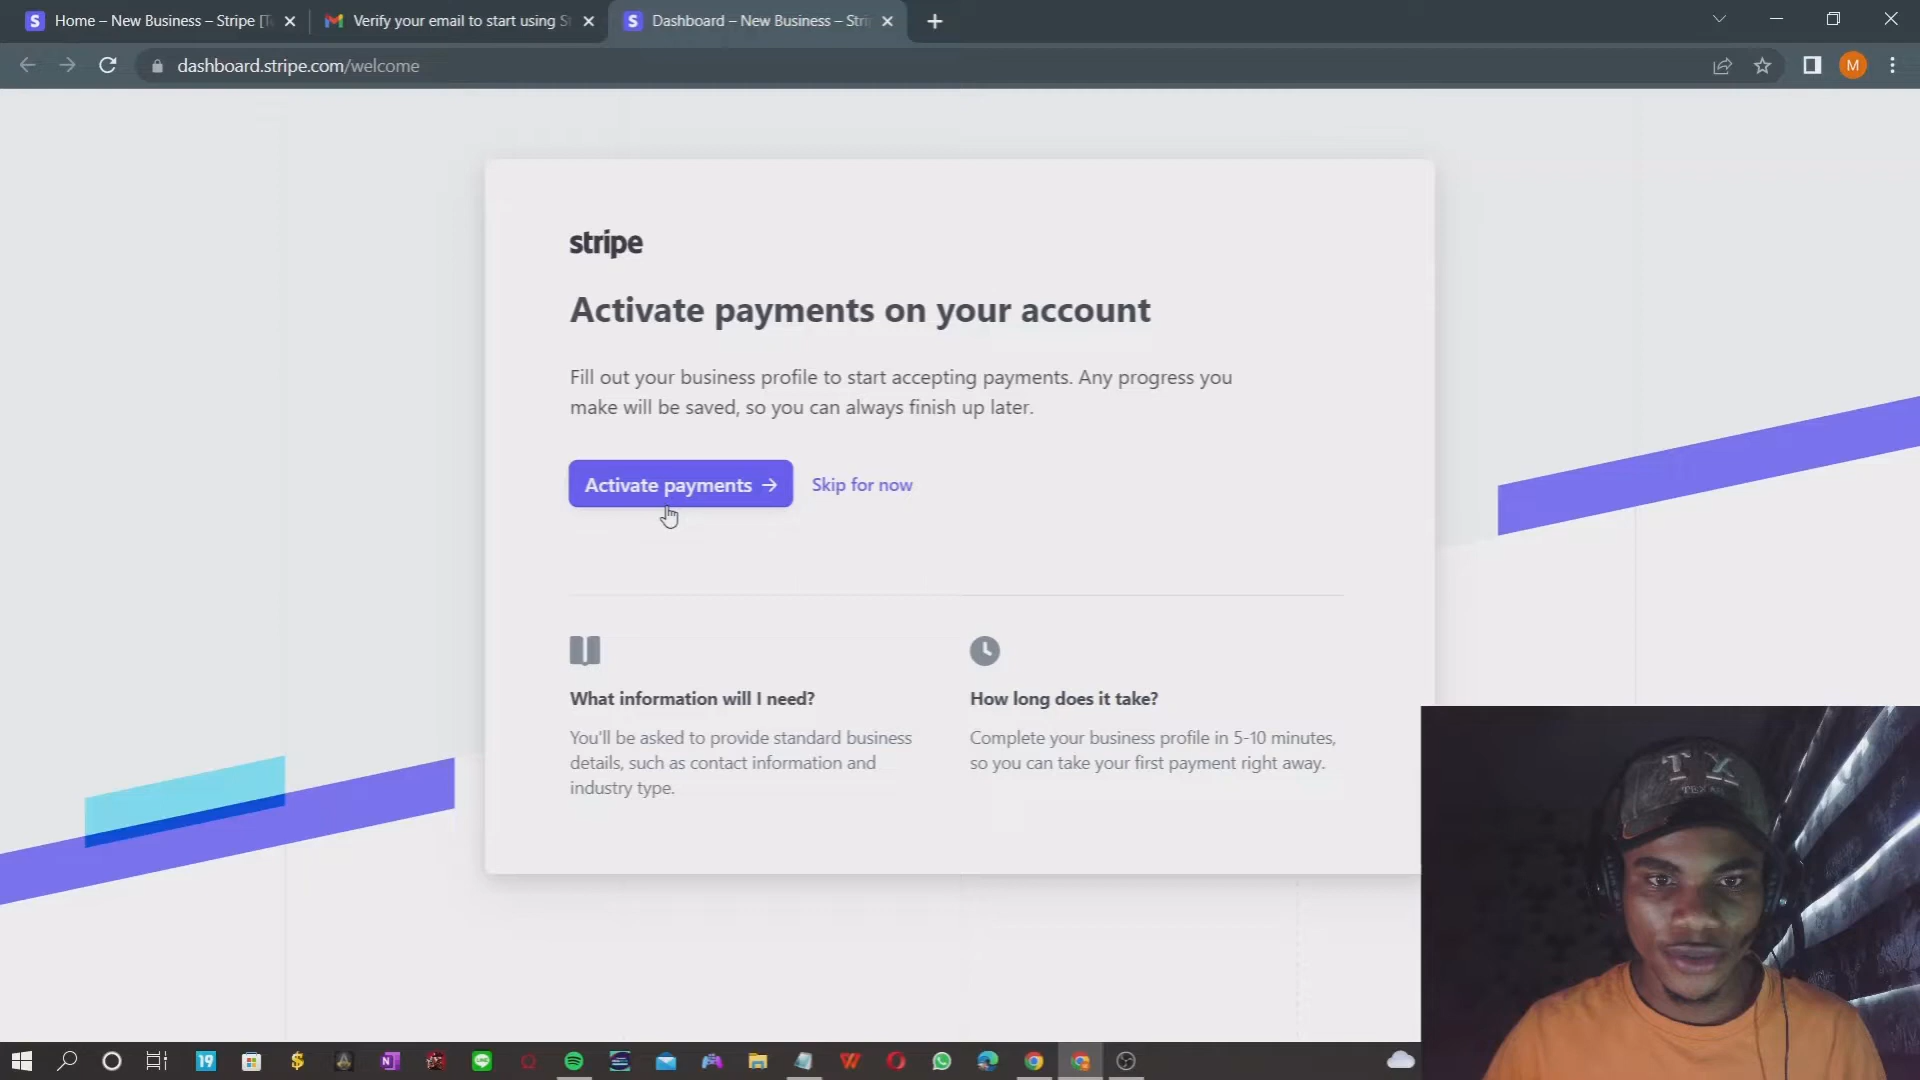 Home – New Business – Stripe [T
Verify your email to start using S
Dashboard – New Business – Stri
dashboard.stripe.com/welcome
M
stripe
Activate payments on your account
Fill out your business profile to start accepting payments. Any progress you
make will be saved, so you can always finish up later.
Activate payments →
Skip for now
What information will I need?
You'll be asked to provide standard business
details, such as contact information and
industry type.
How long does it take?
Complete your business profile in 5-10 minutes,
so you can take your first payment right away.
TX
19